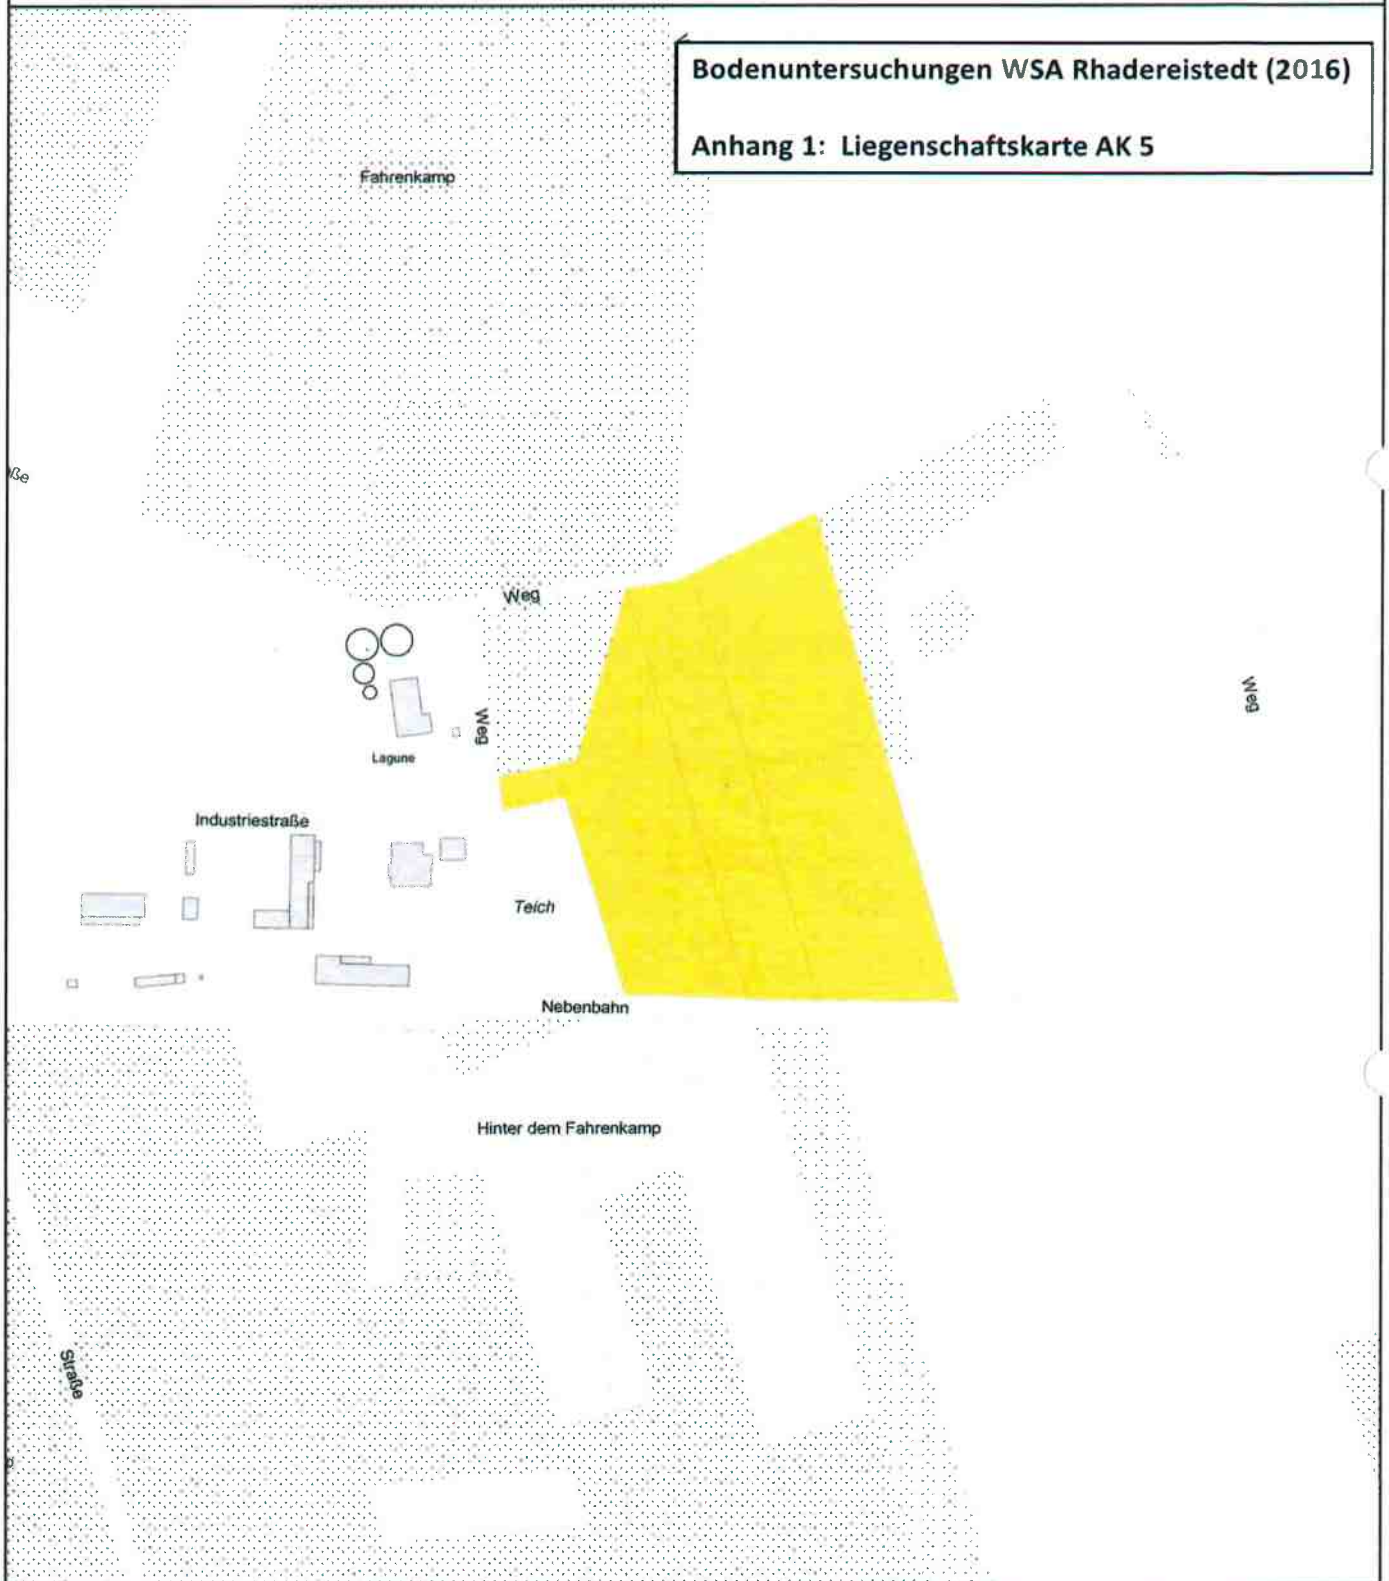 Bodenuntersuchungen WSA Rhadereistedt (2016)
Anhang 1: Liegenschaftskarte AK 5
Fahrenkamp
ße
Weg
Weg
Weg
Lagune
Industriestraße
Teich
Nebenbahn
Hinter dem Fahrenkamp
Straße